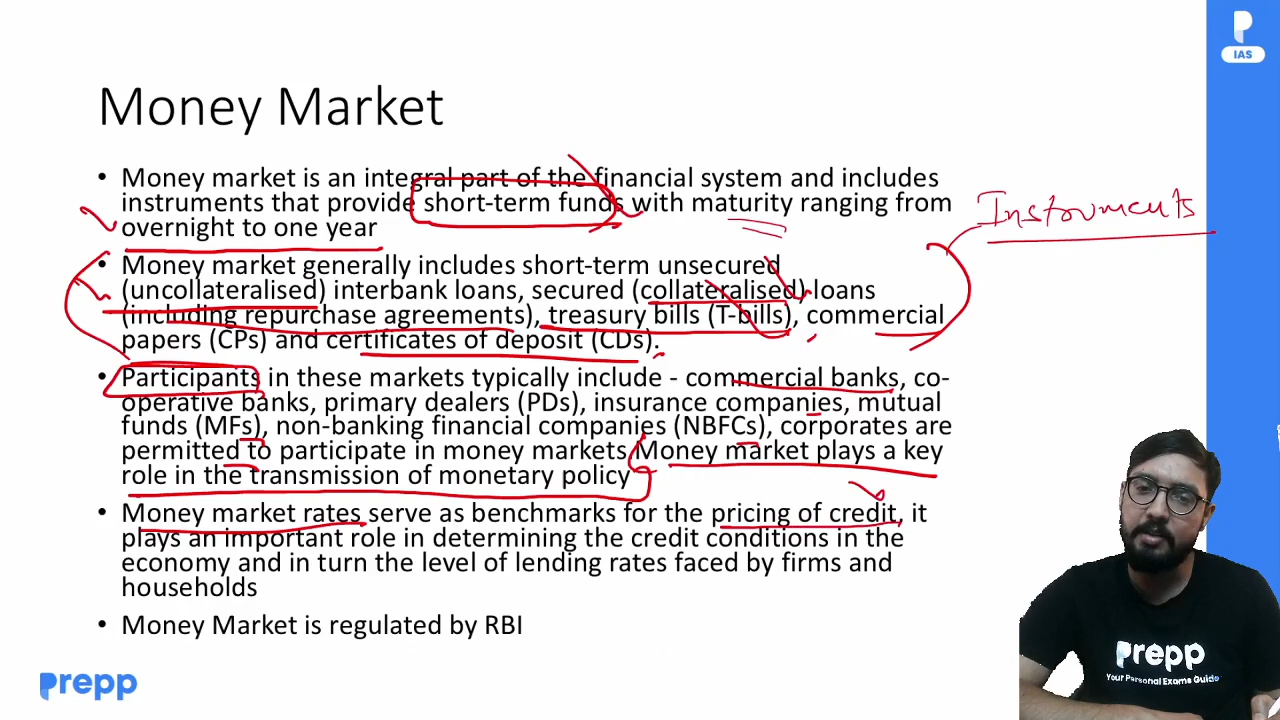 IAS
Money Market
• Money market is an integral part of the financial system and includes
instruments that provide short-term funds with maturity ranging from
overnight to one year
Instruments
• Money market generally includes short-term unsecured
(uncollateralised) interbank loans, secured (collateralised) loans
(including repurchase agreements), treasury bills (T-bills), commercial
papers (CPs) and certificates of deposit (CDs).
• Participants in these markets typically include - commercial banks, co-
operative banks, primary dealers (PDs), insurance companies, mutual
funds (MFs), non-banking financial companies (NBFCs), corporates are
permitted to participate in money markets. Money market plays a key
role in the transmission of monetary policy
• Money market rates serve as benchmarks for the pricing of credit, it
plays an important role in determining the credit conditions in the
economy and in turn the level of lending rates faced by firms and
households
• Money Market is regulated by RBI
prepp
prepp
Your Personal Exams Guide